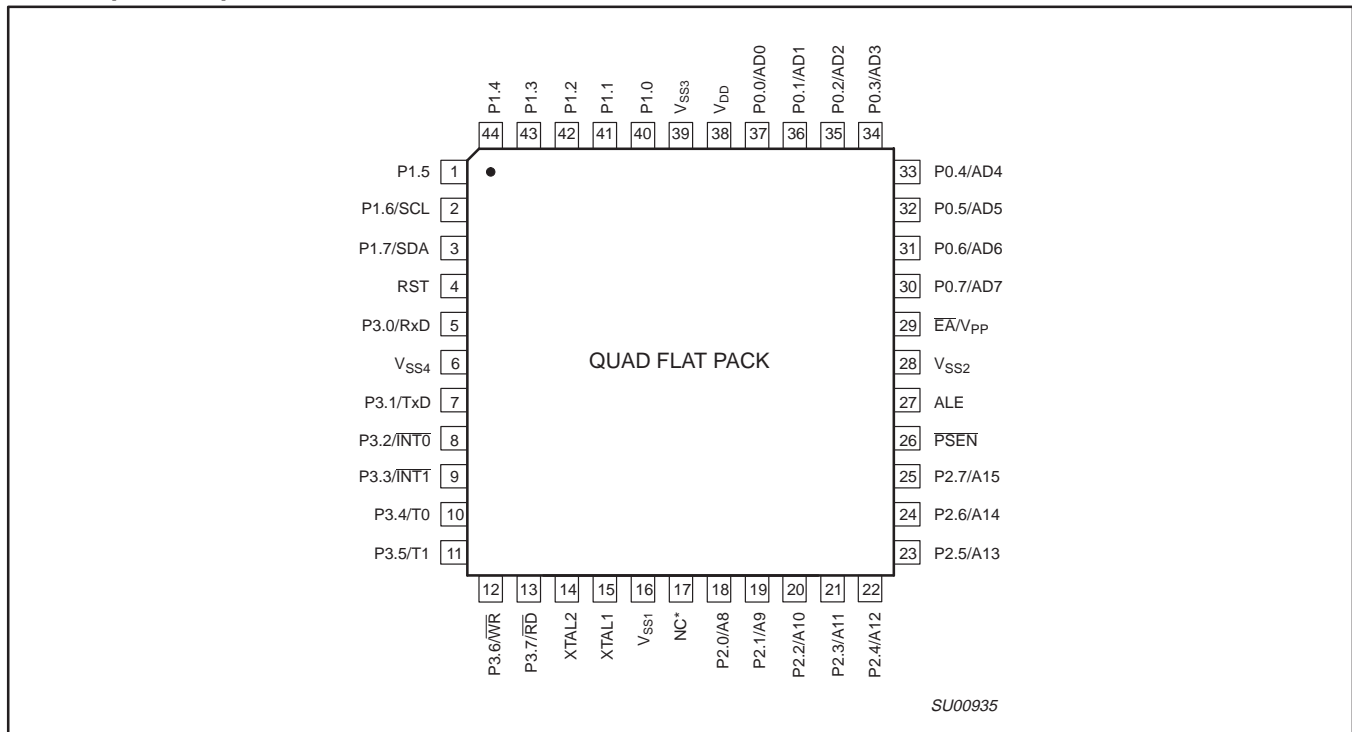 P1.4
P1.3
P1.2
P1.1
P1.0
VSS3
VDD
P0.0/AD0
P0.1/AD1
P0.2/AD2
P0.3/AD3
44 43 42 41 40 39 38 37 36 35 34
P1.5 1 33 P0.4/AD4
P1.6/SCL 2 32 P0.5/AD5
P1.7/SDA 3 31 P0.6/AD6
RST 4 30 P0.7/AD7
P3.0/RxD 5 29 E̅A̅/VPP
VSS4 6 QUAD FLAT PACK 28 VSS2
P3.1/TxD 7 27 ALE
P3.2/I̅N̅T̅0̅ 8 26 P̅S̅E̅N̅
P3.3/I̅N̅T̅1̅ 9 25 P2.7/A15
P3.4/T0 10 24 P2.6/A14
P3.5/T1 11 23 P2.5/A13
12 13 14 15 16 17 18 19 20 21 22
P3.6/W̅R̅
P3.7/R̅D̅
XTAL2
XTAL1
VSS1
NC*
P2.0/A8
P2.1/A9
P2.2/A10
P2.3/A11
P2.4/A12
SU00935